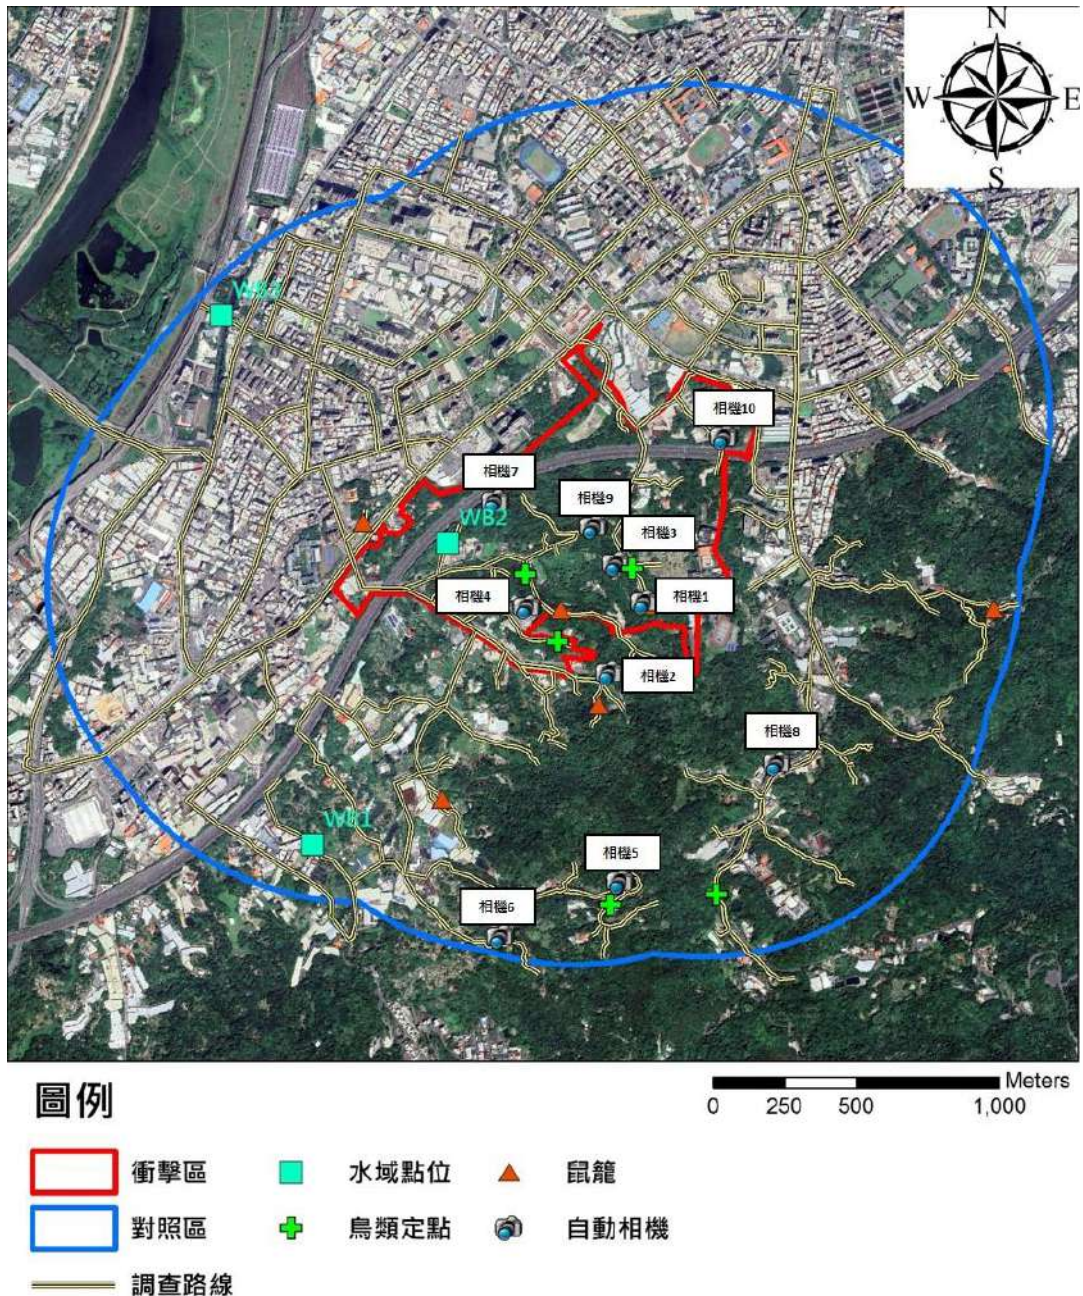 N
W E
S
WB3
相機10
相機7
相機9
WB2
相機3
相機4
相機1
相機2
相機8
WB1
相機5
相機6
圖例
Meters
0 250 500 1,000
衝擊區 水域點位 鼠籠
對照區 鳥類定點 自動相機
調查路線